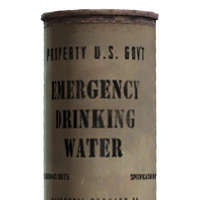 PROPERTY U.S. GOVT
EMERGENCY
DRINKING
WATER